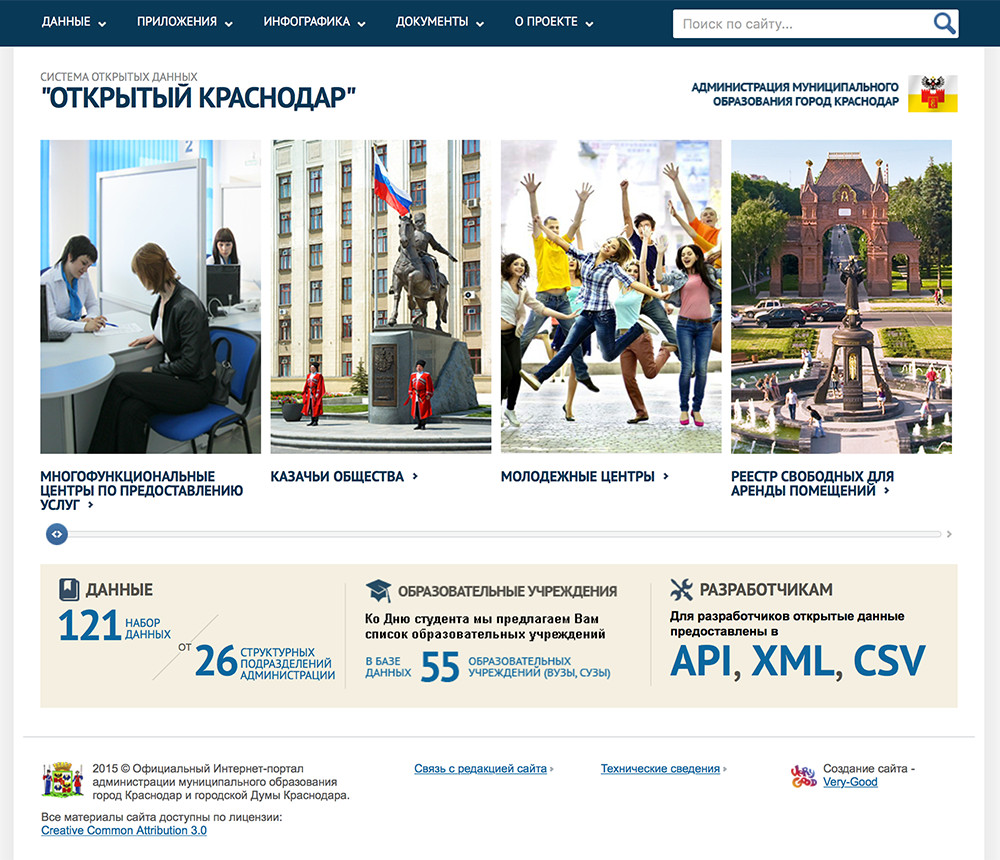 ДАННЫЕ ПРИЛОЖЕНИЯ ИНФОГРАФИКА ДОКУМЕНТЫ О ПРОЕКТЕ Поиск по сайту...
СИСТЕМА ОТКРЫТЫХ ДАННЫХ
"ОТКРЫТЫЙ КРАСНОДАР"
АДМИНИСТРАЦИЯ МУНИЦИПАЛЬНОГО
ОБРАЗОВАНИЯ ГОРОД КРАСНОДАР
2
МНОГОФУНКЦИОНАЛЬНЫЕ
ЦЕНТРЫ ПО ПРЕДОСТАВЛЕНИЮ
УСЛУГ
КАЗАЧЬИ ОБЩЕСТВА
МОЛОДЕЖНЫЕ ЦЕНТРЫ
РЕЕСТР СВОБОДНЫХ ДЛЯ
АРЕНДЫ ПОМЕЩЕНИЙ
ДАННЫЕ
121 НАБОР
ДАННЫХ
ОТ
26 СТРУКТУРНЫХ
ПОДРАЗДЕЛЕНИЙ
АДМИНИСТРАЦИИ
ОБРАЗОВАТЕЛЬНЫЕ УЧРЕЖДЕНИЯ
Ко Дню студента мы предлагаем Вам
список образовательных учреждений
В БАЗЕ
ДАННЫХ
55
ОБРАЗОВАТЕЛЬНЫХ
УЧРЕЖДЕНИЙ (ВУЗЫ, СУЗЫ)
РАЗРАБОТЧИКАМ
Для разработчиков открытые данные
предоставлены в
API, XML, CSV
2015 © Официальный Интернет-портал
администрации муниципального образования
город Краснодар и городской Думы Краснодара.
Все материалы сайта доступны по лицензии:
Creative Common Attribution 3.0
Связь с редакцией сайта
Технические сведения
VERY
GOOD
Создание сайта -
Very-Good